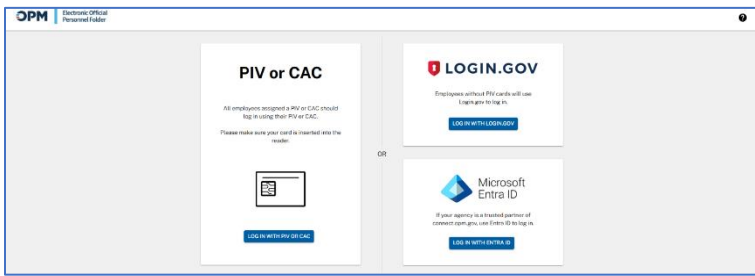 OPM
Electronic Official
Personnel Folder
?
PIV or CAC
All employees assigned a PIV or CAC should
log in using their PIV or CAC.
Please make sure your card is inserted into the
reader.
LOG IN WITH PIV OR CAC
OR
LOGIN.GOV
Employees without PIV cards will use
Login.gov to log in.
LOG IN WITH LOGIN.GOV
Microsoft
Entra ID
If your agency is a trusted partner of
connect.opm.gov, use Entra ID to log in.
LOG IN WITH ENTRA ID